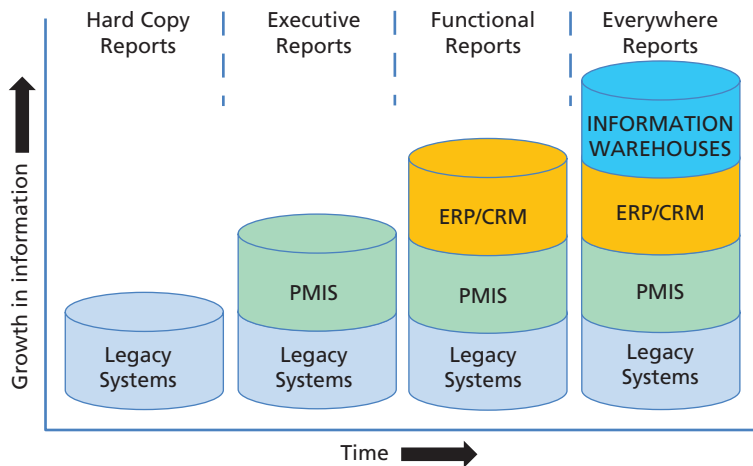 Hard Copy
Reports
Executive
Reports
Functional
Reports
Everywhere
Reports
Growth in information
Legacy
Systems
PMIS
Legacy
Systems
ERP/CRM
PMIS
Legacy
Systems
INFORMATION
WAREHOUSES
ERP/CRM
PMIS
Legacy
Systems
Time